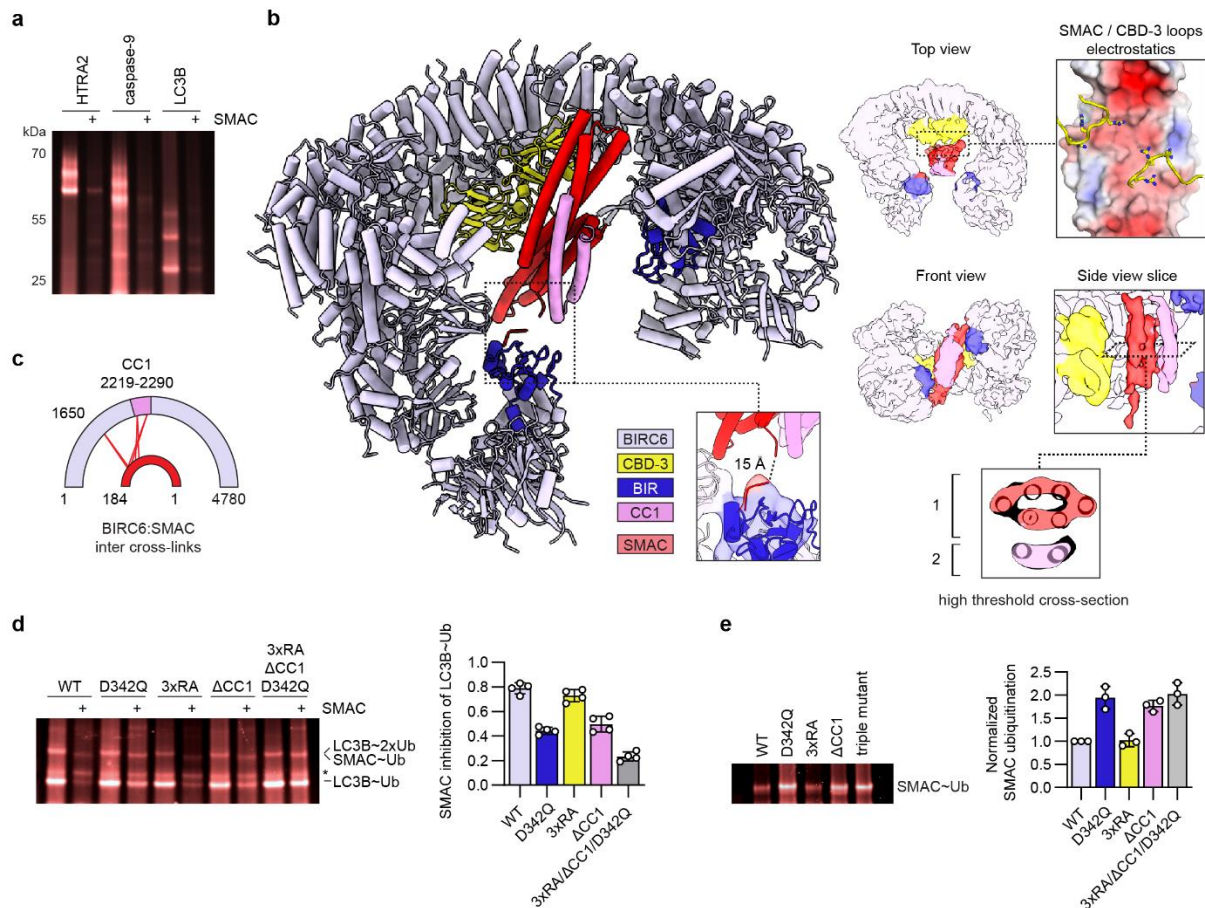 a
HTRA2
caspase-9
LC3B
+ + + SMAC
kDa
70
55
25
b
15 Å
BIRC6
CBD-3
BIR
CC1
SMAC
Top view
SMAC / CBD-3 loops
electrostatics
Front view
Side view slice
1
2
high threshold cross-section
c
CC1
2219-2290
1650
1
184
1
4780
BIRC6:SMAC
inter cross-links
d
WT
D342Q
3xRA
ΔCC1
3xRA
ΔCC1
D342Q
+ + + + + SMAC
LC3B~2xUb
SMAC~Ub
*
LC3B~Ub
SMAC inhibition of LC3B~Ub
1.0
0.8
0.6
0.4
0.2
0.0
WT
D342Q
3xRA
ΔCC1
3xRA/ΔCC1/D342Q
e
WT
D342Q
3xRA
ΔCC1
triple mutant
SMAC~Ub
Normalized
SMAC ubiquitination
2.5
2.0
1.5
1.0
0.5
0.0
WT
D342Q
3xRA
ΔCC1
3xRA/ΔCC1/D342Q